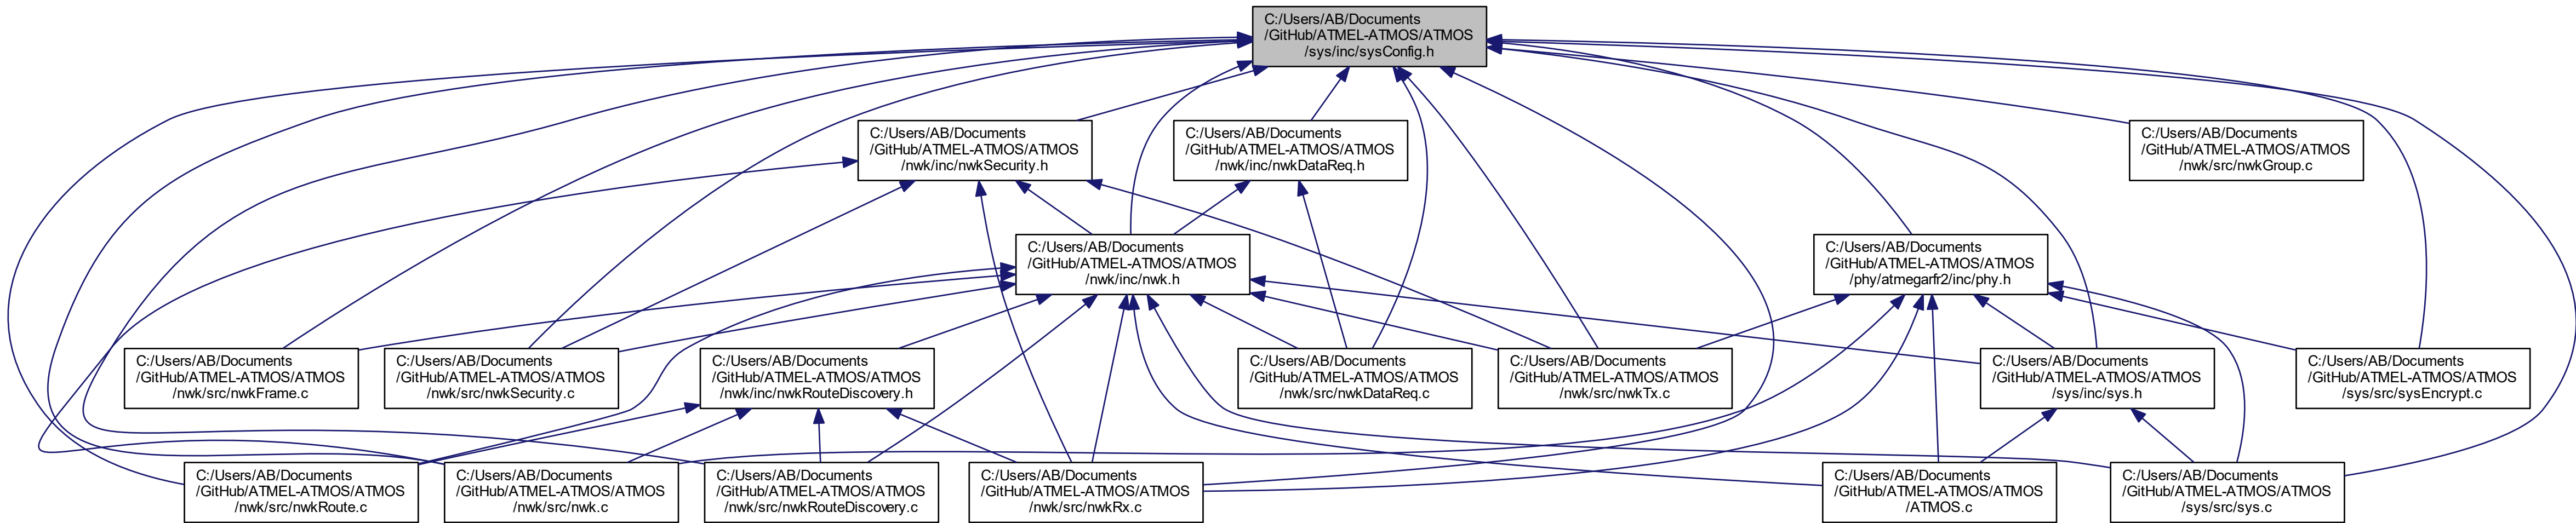 C:/Users/AB/Documents
/GitHub/ATMEL-ATMOS/ATMOS
/sys/inc/sysConfig.h
C:/Users/AB/Documents
/GitHub/ATMEL-ATMOS/ATMOS
/nwk/inc/nwkSecurity.h
C:/Users/AB/Documents
/GitHub/ATMEL-ATMOS/ATMOS
/nwk/inc/nwkDataReq.h
C:/Users/AB/Documents
/GitHub/ATMEL-ATMOS/ATMOS
/nwk/src/nwkGroup.c
C:/Users/AB/Documents
/GitHub/ATMEL-ATMOS/ATMOS
/nwk/inc/nwk.h
C:/Users/AB/Documents
/GitHub/ATMEL-ATMOS/ATMOS
/phy/atmegarfr2/inc/phy.h
C:/Users/AB/Documents
/GitHub/ATMEL-ATMOS/ATMOS
/nwk/src/nwkFrame.c
C:/Users/AB/Documents
/GitHub/ATMEL-ATMOS/ATMOS
/nwk/src/nwkSecurity.c
C:/Users/AB/Documents
/GitHub/ATMEL-ATMOS/ATMOS
/nwk/inc/nwkRouteDiscovery.h
C:/Users/AB/Documents
/GitHub/ATMEL-ATMOS/ATMOS
/nwk/src/nwkDataReq.c
C:/Users/AB/Documents
/GitHub/ATMEL-ATMOS/ATMOS
/nwk/src/nwkTx.c
C:/Users/AB/Documents
/GitHub/ATMEL-ATMOS/ATMOS
/sys/inc/sys.h
C:/Users/AB/Documents
/GitHub/ATMEL-ATMOS/ATMOS
/sys/src/sysEncrypt.c
C:/Users/AB/Documents
/GitHub/ATMEL-ATMOS/ATMOS
/nwk/src/nwkRoute.c
C:/Users/AB/Documents
/GitHub/ATMEL-ATMOS/ATMOS
/nwk/src/nwk.c
C:/Users/AB/Documents
/GitHub/ATMEL-ATMOS/ATMOS
/nwk/src/nwkRouteDiscovery.c
C:/Users/AB/Documents
/GitHub/ATMEL-ATMOS/ATMOS
/nwk/src/nwkRx.c
C:/Users/AB/Documents
/GitHub/ATMEL-ATMOS/ATMOS
/ATMOS.c
C:/Users/AB/Documents
/GitHub/ATMEL-ATMOS/ATMOS
/sys/src/sys.c